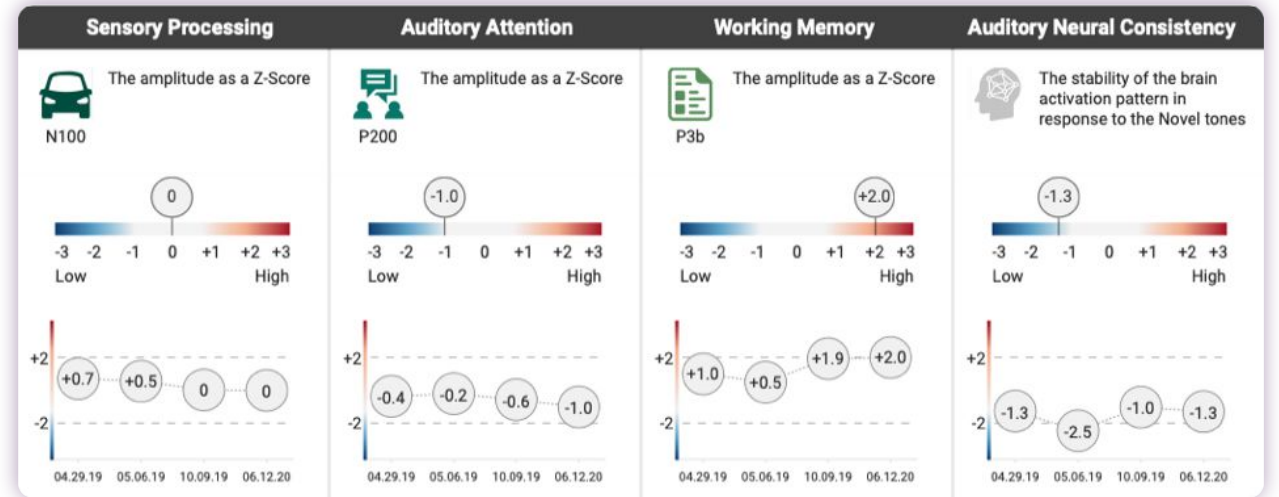 Sensory Processing
The amplitude as a Z-Score
N100
0
-3 -2 -1 0 +1 +2 +3
Low High
+2
-2
+0.7 +0.5 0 0
04.29.19 05.06.19 10.09.19 06.12.20
Auditory Attention
The amplitude as a Z-Score
P200
-1.0
-3 -2 -1 0 +1 +2 +3
Low High
+2
-2
-0.4 -0.2 -0.6 -1.0
04.29.19 05.06.19 10.09.19 06.12.20
Working Memory
The amplitude as a Z-Score
P3b
+2.0
-3 -2 -1 0 +1 +2 +3
Low High
+2
-2
+1.0 +0.5 +1.9 +2.0
04.29.19 05.06.19 10.09.19 06.12.20
Auditory Neural Consistency
The stability of the brain
activation pattern in
response to the Novel tones
-1.3
-3 -2 -1 0 +1 +2 +3
Low High
+2
-2
-1.3 -2.5 -1.0 -1.3
04.29.19 05.06.19 10.09.19 06.12.20